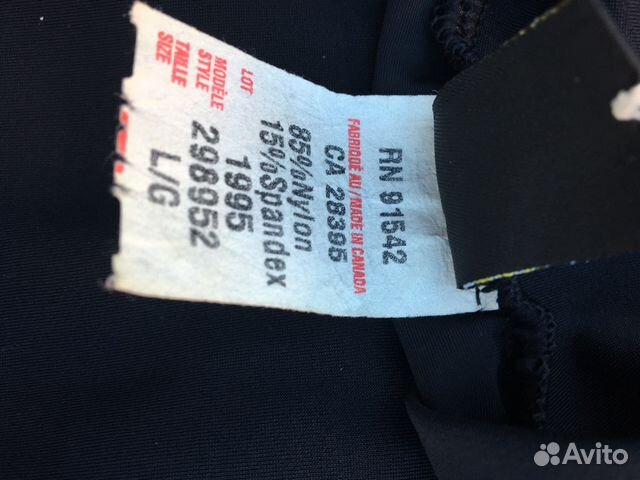 RN 91542
FABRIQUÉ AU / MADE IN CANADA
CA 28395
85%Nylon
15%Spandex
LOT 1995
MODÈLE
STYLE 298952
TAILLE
SIZE L/G
Avito